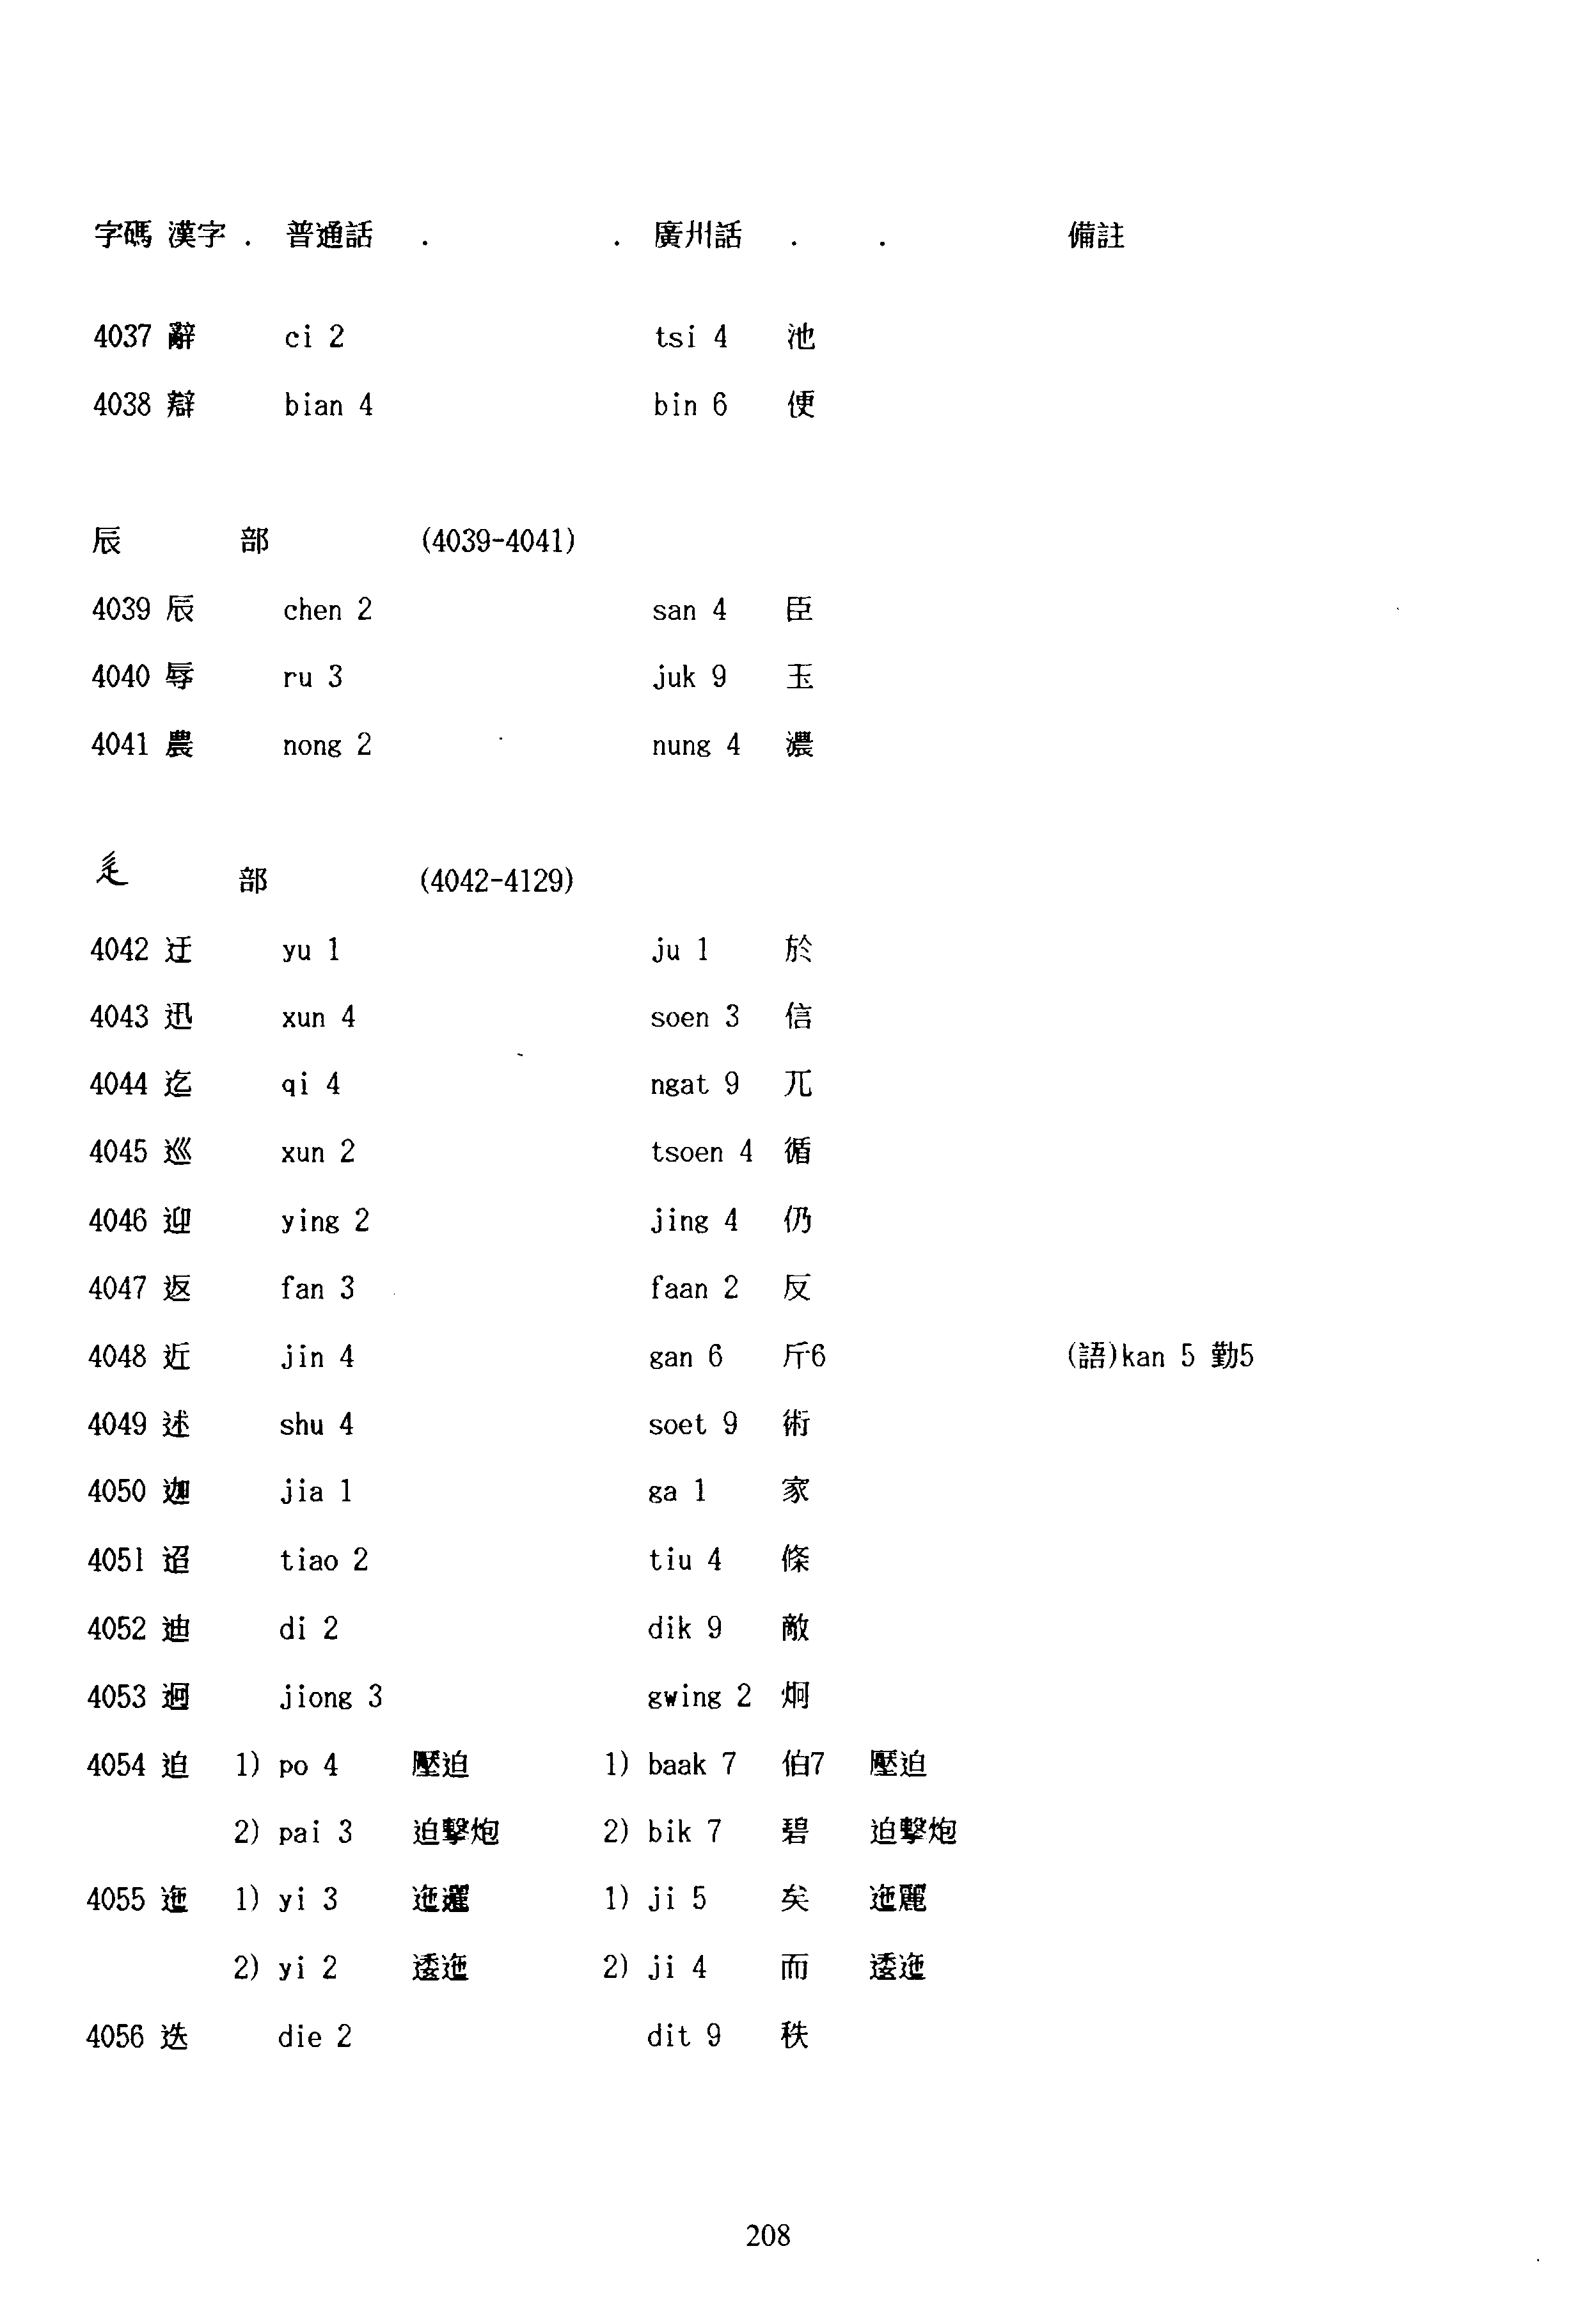 字碼 漢字 . 普通話 . . 廣州話 . . 備註
4037 辭 ci 2 tsi 4 池
4038 辯 bian 4 bin 6 便
辰 部 (4039-4041)
4039 辰 chen 2 san 4 臣
4040 辱 ru 3 juk 9 玉
4041 農 nong 2 nung 4 濃
辵 部 (4042-4129)
4042 迂 yu 1 ju 1 於
4043 迅 xun 4 soen 3 信
4044 迄 qi 4 ngat 9 兀
4045 巡 xun 2 tsoen 4 循
4046 迎 ying 2 jing 4 仍
4047 返 fan 3 faan 2 反
4048 近 jin 4 gan 6 斤6 (語)kan 5 勤5
4049 述 shu 4 soet 9 術
4050 迦 jia 1 ga 1 家
4051 迢 tiao 2 tiu 4 條
4052 迪 di 2 dik 9 敵
4053 迥 jiong 3 gwing 2 炯
4054 迫 1) po 4 壓迫 1) baak 7 伯7 壓迫
2) pai 3 迫擊炮 2) bik 7 碧 迫擊炮
4055 迤 1) yi 3 迤邐 1) ji 5 矣 迤麗
2) yi 2 逶迤 2) ji 4 而 逶迤
4056 迭 die 2 dit 9 秩
208